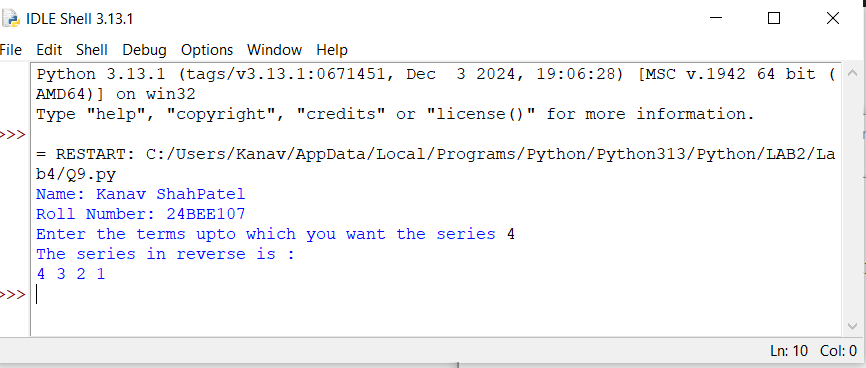 IDLE Shell 3.13.1
File Edit Shell Debug Options Window Help
Python 3.13.1 (tags/v3.13.1:0671451, Dec  3 2024, 19:06:28) [MSC v.1942 64 bit (
AMD64)] on win32
Type "help", "copyright", "credits" or "license()" for more information.
>>>
= RESTART: C:/Users/Kanav/AppData/Local/Programs/Python/Python313/Python/LAB2/La
b4/Q9.py
Name: Kanav ShahPatel
Roll Number: 24BEE107
Enter the terms upto which you want the series 4
The series in reverse is :
4 3 2 1
>>>
Ln: 10 Col: 0